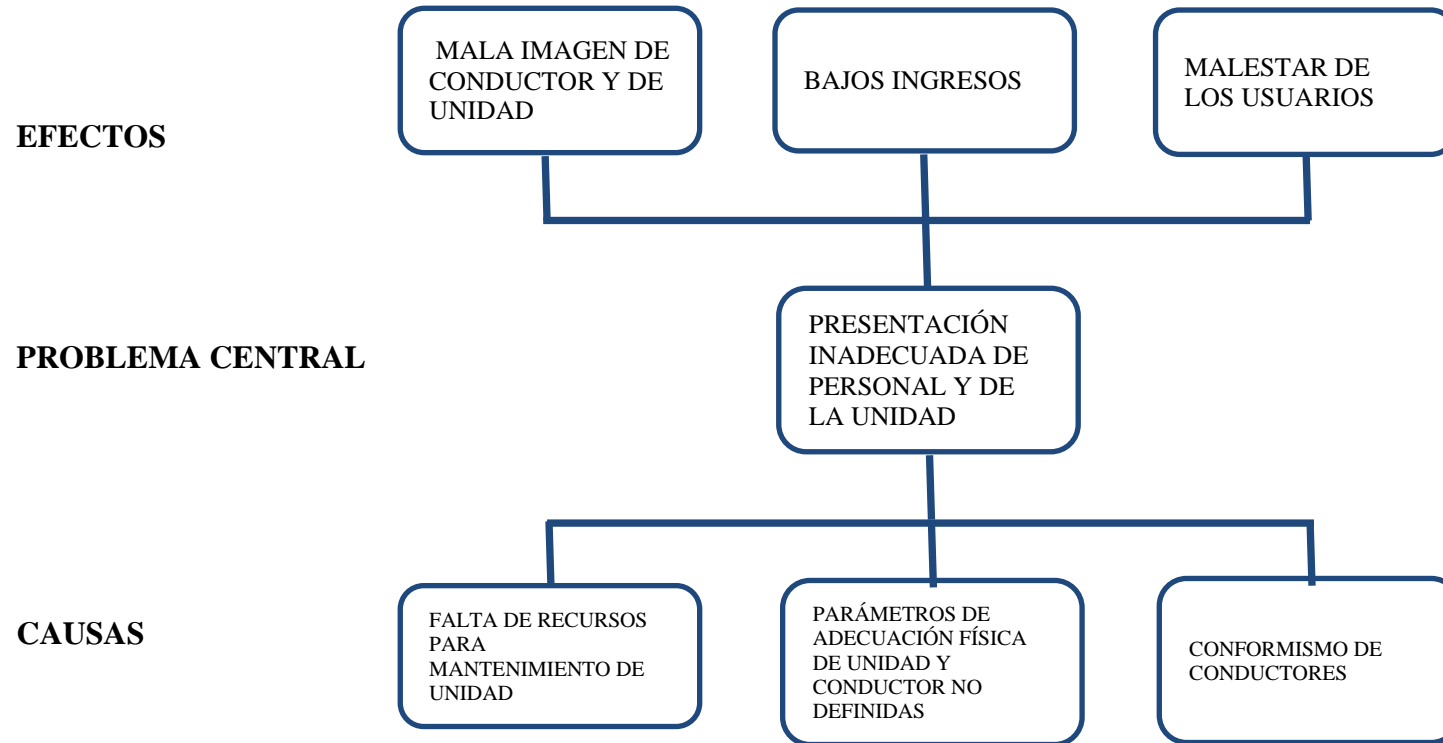 MALA IMAGEN DE
CONDUCTOR Y DE
UNIDAD
BAJOS INGRESOS
MALESTAR DE
LOS USUARIOS
EFECTOS
PRESENTACIÓN
INADECUADA DE
PERSONAL Y DE
LA UNIDAD
PROBLEMA CENTRAL
FALTA DE RECURSOS
PARA
MANTENIMIENTO DE
UNIDAD
PARÁMETROS DE
ADECUACIÓN FÍSICA
DE UNIDAD Y
CONDUCTOR NO
DEFINIDAS
CONFORMISMO DE
CONDUCTORES
CAUSAS